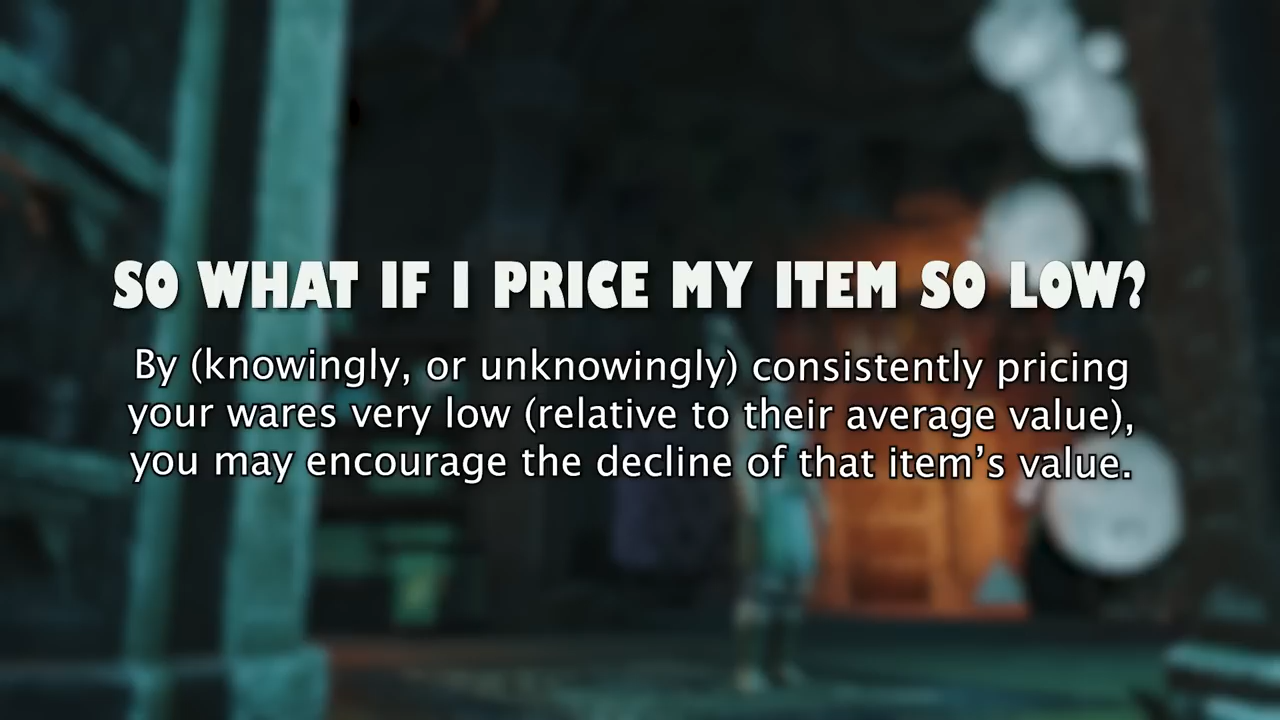 SO WHAT IF I PRICE MY ITEM SO LOW?
By (knowingly, or unknowingly) consistently pricing
your wares very low (relative to their average value),
you may encourage the decline of that item’s value.